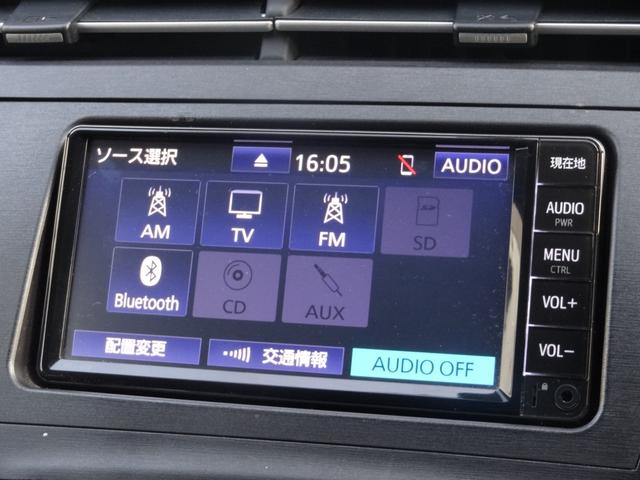 ソース選択 16:05 AUDIO
AM TV FM SD
Bluetooth CD AUX
配置変更 交通情報 AUDIO OFF
現在地
AUDIO
PWR
MENU
CTRL
VOL+
VOL-